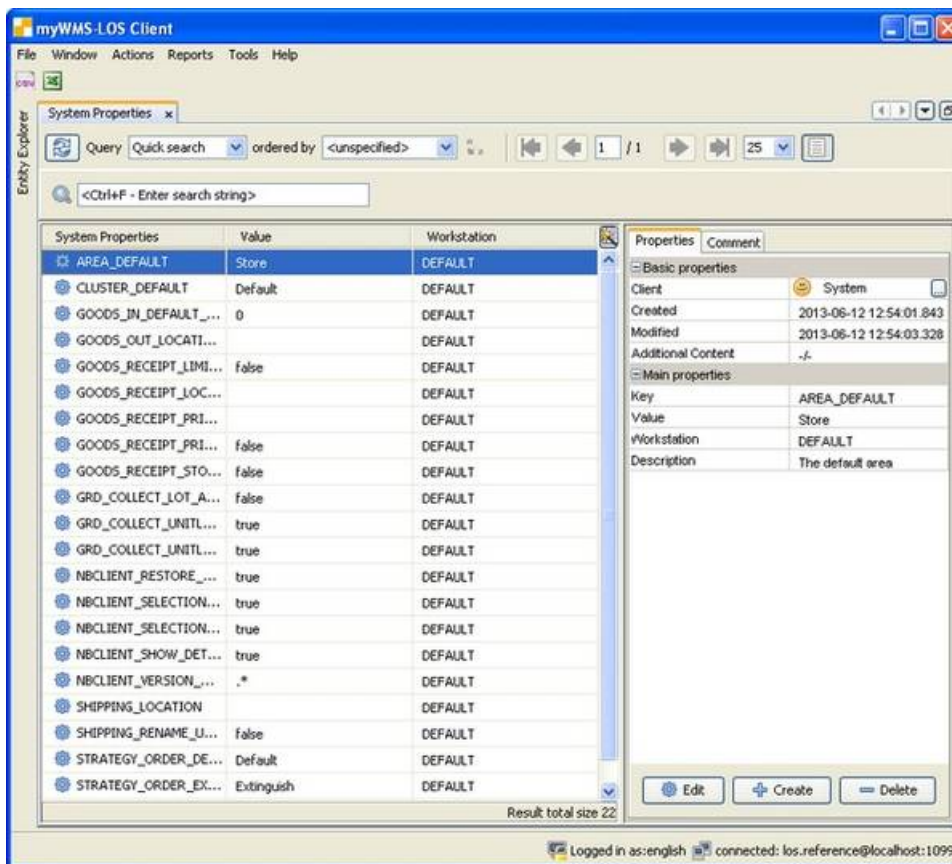 myWMS-LOS Client
File Window Actions Reports Tools Help
csv
Entity Explorer
System Properties x
Query Quick search ordered by <unspecified> 1 / 1 25
<Ctrl+F - Enter search string>
System Properties Value Workstation
AREA_DEFAULT Store DEFAULT
CLUSTER_DEFAULT Default DEFAULT
GOODS_IN_DEFAULT_... 0 DEFAULT
GOODS_OUT_LOCATI... DEFAULT
GOODS_RECEIPT_LIMI... false DEFAULT
GOODS_RECEIPT_LOC... DEFAULT
GOODS_RECEIPT_PRI... DEFAULT
GOODS_RECEIPT_PRI... false DEFAULT
GOODS_RECEIPT_STO... false DEFAULT
GRD_COLLECT_LOT_A... false DEFAULT
GRD_COLLECT_UNITL... true DEFAULT
GRD_COLLECT_UNITL... true DEFAULT
NBCLIENT_RESTORE_... true DEFAULT
NBCLIENT_SELECTION... true DEFAULT
NBCLIENT_SELECTION... true DEFAULT
NBCLIENT_SHOW_DET... true DEFAULT
NBCLIENT_VERSION_... .* DEFAULT
SHIPPING_LOCATION DEFAULT
SHIPPING_RENAME_U... false DEFAULT
STRATEGY_ORDER_DE... Default DEFAULT
STRATEGY_ORDER_EX... Extinguish DEFAULT
Result total size 22
Properties Comment
Basic properties
Client System ...
Created 2013-06-12 12:54:01.843
Modified 2013-06-12 12:54:03.328
Additional Content -/-
Main properties
Key AREA_DEFAULT
Value Store
Workstation DEFAULT
Description The default area
Edit Create Delete
Logged in as:english connected: los.reference@localhost:109